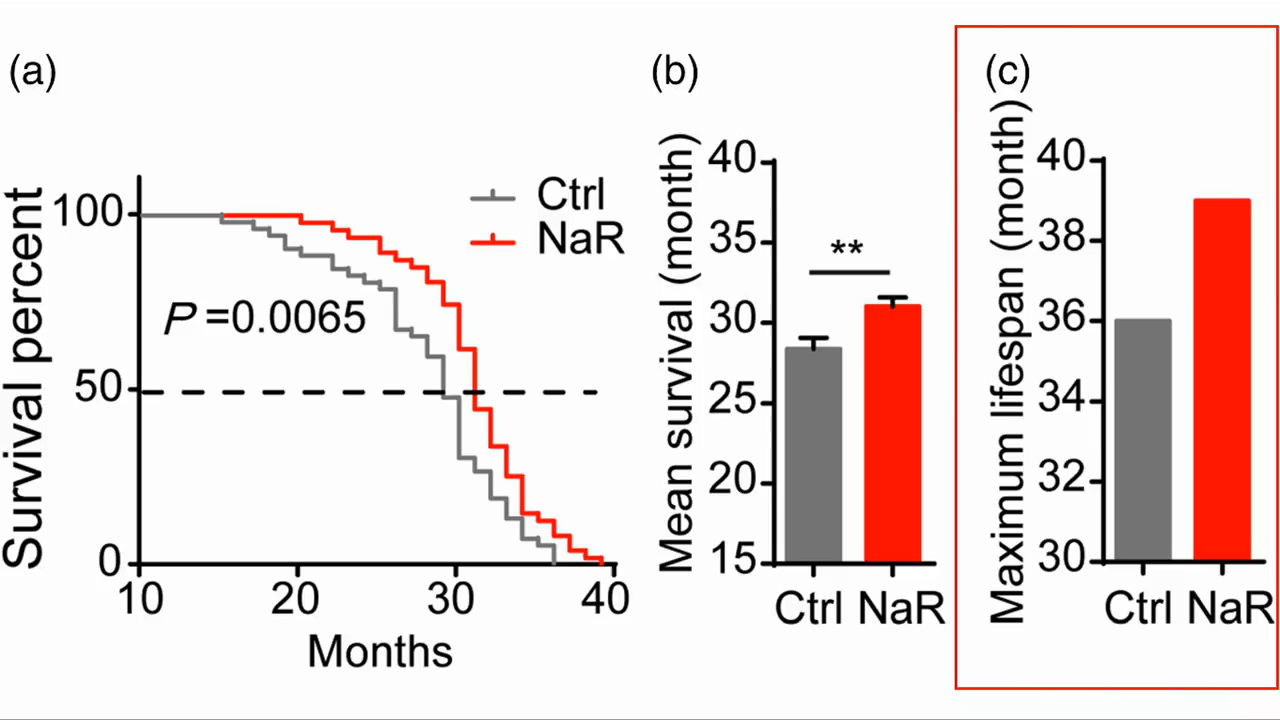 (a)
Survival percent
100
50
0
Ctrl
NaR
P =0.0065
10 20 30 40
Months
(b)
Mean survival (month)
40
35
30
25
20
15
**
Ctrl NaR
(c)
Maximum lifespan (month)
40
38
36
34
32
30
Ctrl NaR